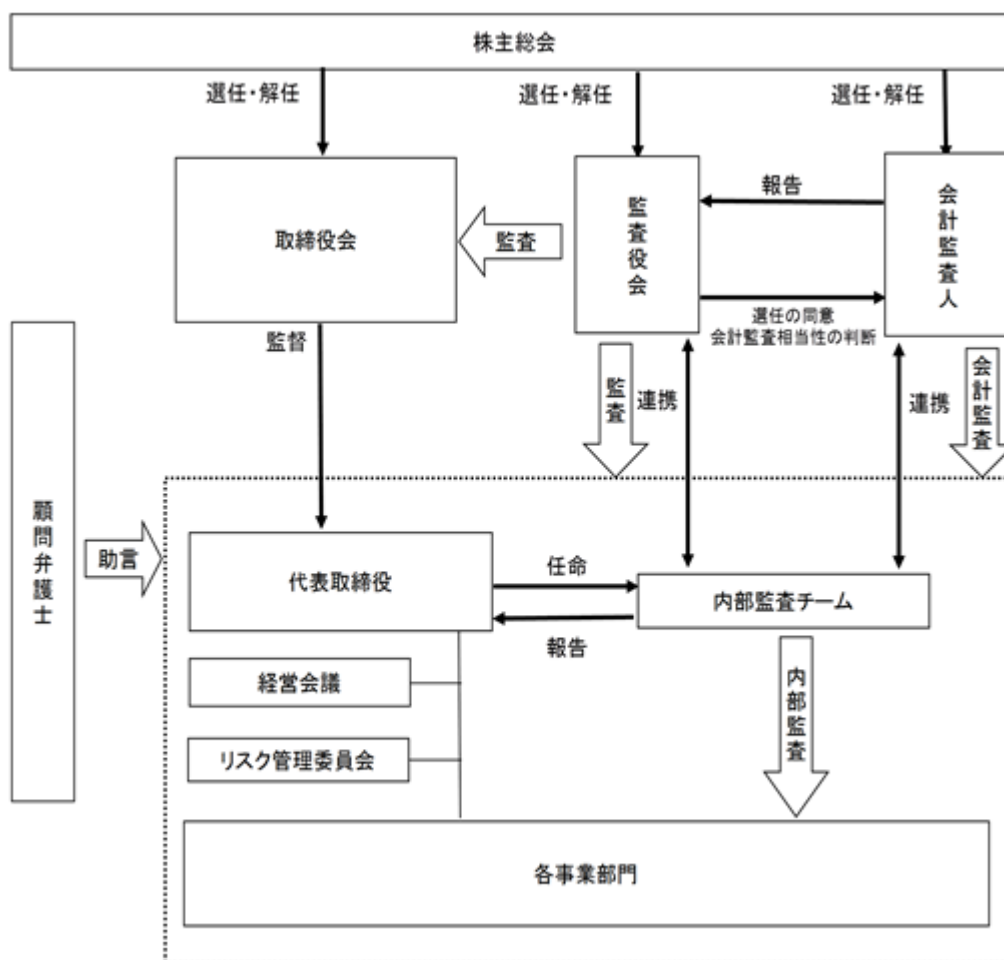 株主総会
選任・解任
選任・解任
選任・解任
取締役会
監査
監査役会
報告
会計監査人
選任の同意
会計監査相当性の判断
監督
監査
連携
連携
会計監査
顧問弁護士
助言
代表取締役
任命
報告
内部監査チーム
経営会議
リスク管理委員会
内部監査
各事業部門